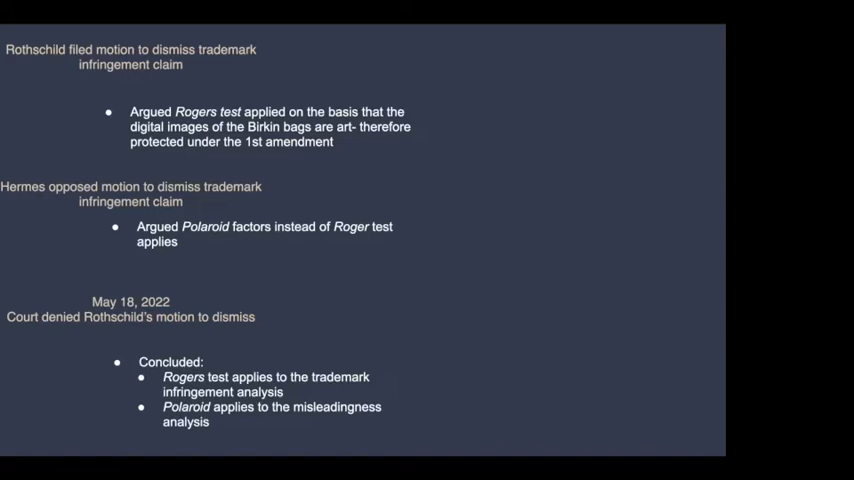 Rothschild filed motion to dismiss trademark
infringement claim
● Argued Rogers test applied on the basis that the
digital images of the Birkin bags are art- therefore
protected under the 1st amendment
Hermes opposed motion to dismiss trademark
infringement claim
● Argued Polaroid factors instead of Roger test
applies
May 18, 2022
Court denied Rothschild's motion to dismiss
● Concluded:
● Rogers test applies to the trademark
infringement analysis
● Polaroid applies to the misleadingness
analysis